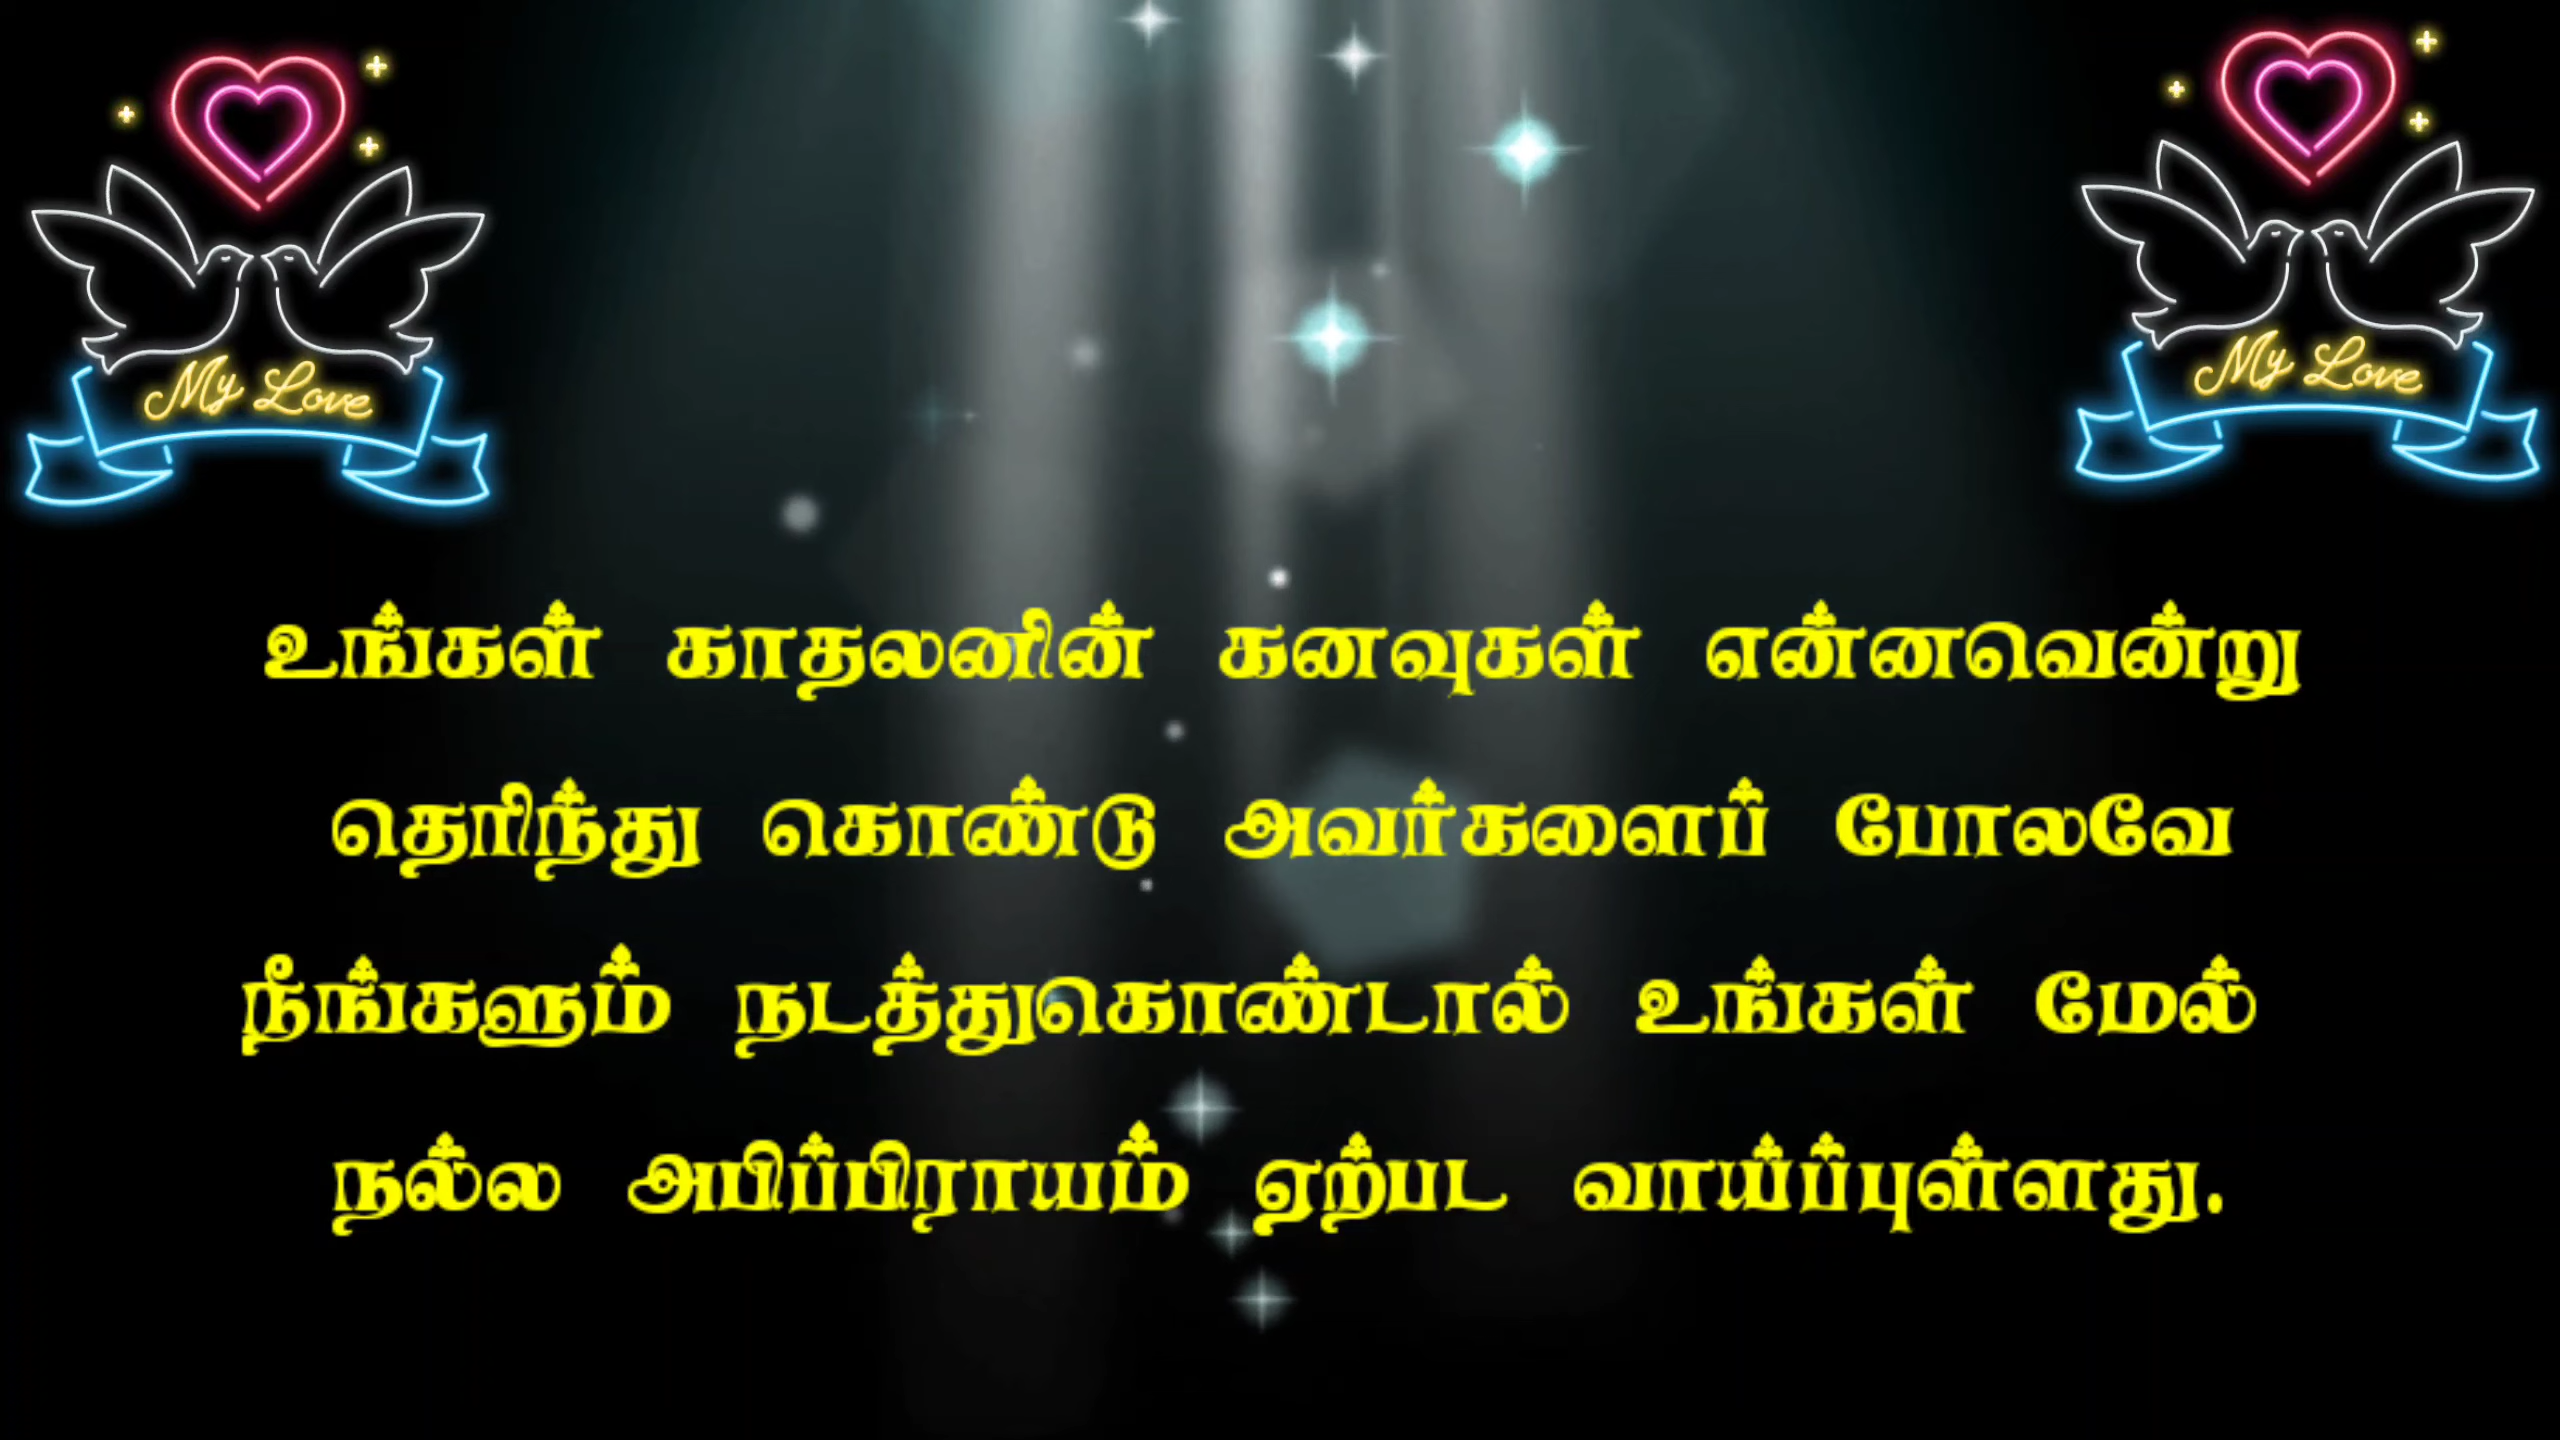 My Love
My Love
உங்கள் காதலனின் கனவுகள் என்னவென்று
தெரிந்து கொண்டு அவர்களைப் போலவே
நீங்களும் நடத்துகொண்டால் உங்கள் மேல்
நல்ல அபிப்பிராயம் ஏற்பட வாய்ப்புள்ளது.